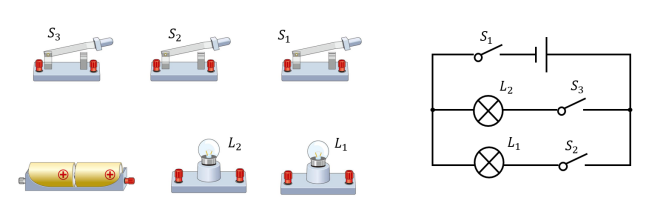 S₃ S₂ S₁
L₂ L₁
S₁
L₂ S₃
L₁ S₂